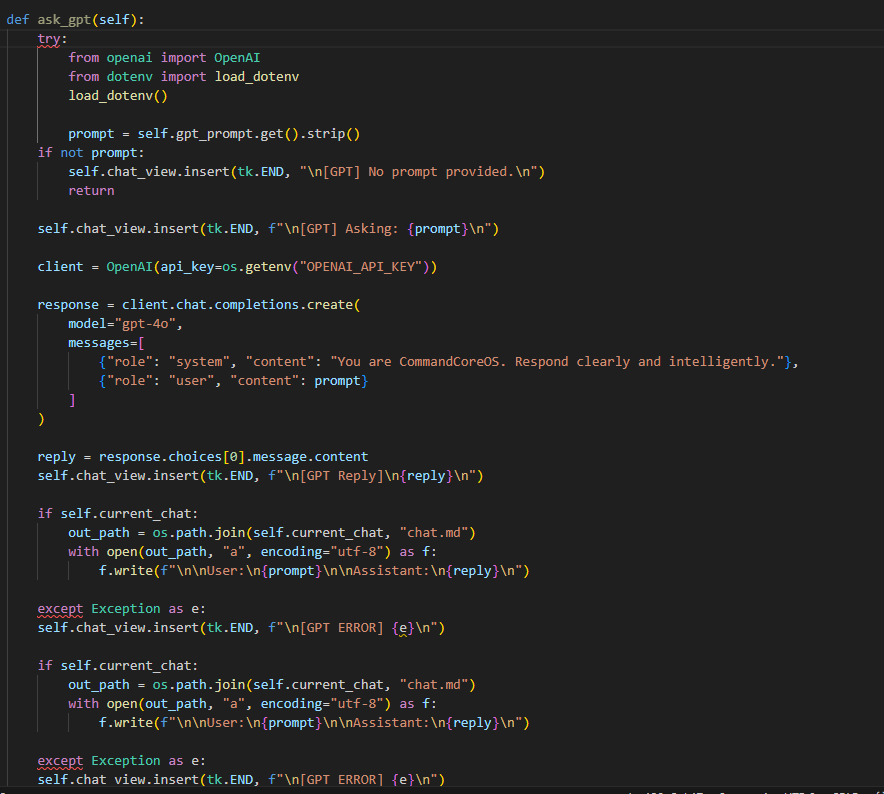 def ask_gpt(self):
    try:
        from openai import OpenAI
        from dotenv import load_dotenv
        load_dotenv()

        prompt = self.gpt_prompt.get().strip()
    if not prompt:
        self.chat_view.insert(tk.END, "\n[GPT] No prompt provided.\n")
        return

    self.chat_view.insert(tk.END, f"\n[GPT] Asking: {prompt}\n")

    client = OpenAI(api_key=os.getenv("OPENAI_API_KEY"))

    response = client.chat.completions.create(
        model="gpt-4o",
        messages=[
            {"role": "system", "content": "You are CommandCoreOS. Respond clearly and intelligently."},
            {"role": "user", "content": prompt}
        ]
    )

    reply = response.choices[0].message.content
    self.chat_view.insert(tk.END, f"\n[GPT Reply]\n{reply}\n")

    if self.current_chat:
        out_path = os.path.join(self.current_chat, "chat.md")
        with open(out_path, "a", encoding="utf-8") as f:
            f.write(f"\n\nUser:\n{prompt}\n\nAssistant:\n{reply}\n")

    except Exception as e:
    self.chat_view.insert(tk.END, f"\n[GPT ERROR] {e}\n")

    if self.current_chat:
        out_path = os.path.join(self.current_chat, "chat.md")
        with open(out_path, "a", encoding="utf-8") as f:
            f.write(f"\n\nUser:\n{prompt}\n\nAssistant:\n{reply}\n")

    except Exception as e:
    self.chat_view.insert(tk.END, f"\n[GPT ERROR] {e}\n")